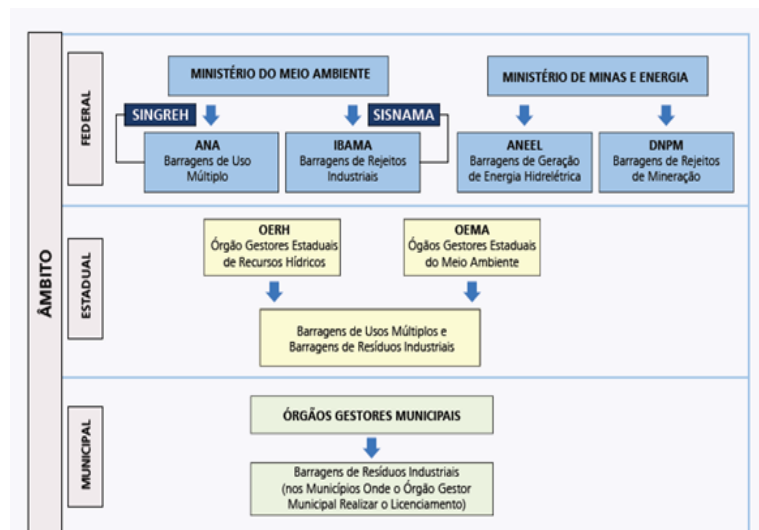 ÂMBITO
FEDERAL
MINISTÉRIO DO MEIO AMBIENTE
MINISTÉRIO DE MINAS E ENERGIA
SINGREH
SISNAMA
ANA
Barragens de Uso
Múltiplo
IBAMA
Barragens de Rejeitos
Industriais
ANEEL
Barragens de Geração
de Energia Hidrelétrica
DNPM
Barragens de Rejeitos
de Mineração
ESTADUAL
OERH
Órgão Gestores Estaduais
de Recursos Hídricos
OEMA
Ógãos Gestores Estaduais
do Meio Ambiente
Barragens de Usos Múltiplos e
Barragens de Resíduos Industriais
MUNICIPAL
ÓRGÃOS GESTORES MUNICIPAIS
Barragens de Resíduos Industriais
(nos Municípios Onde o Órgão Gestor
Municipal Realizar o Licenciamento)